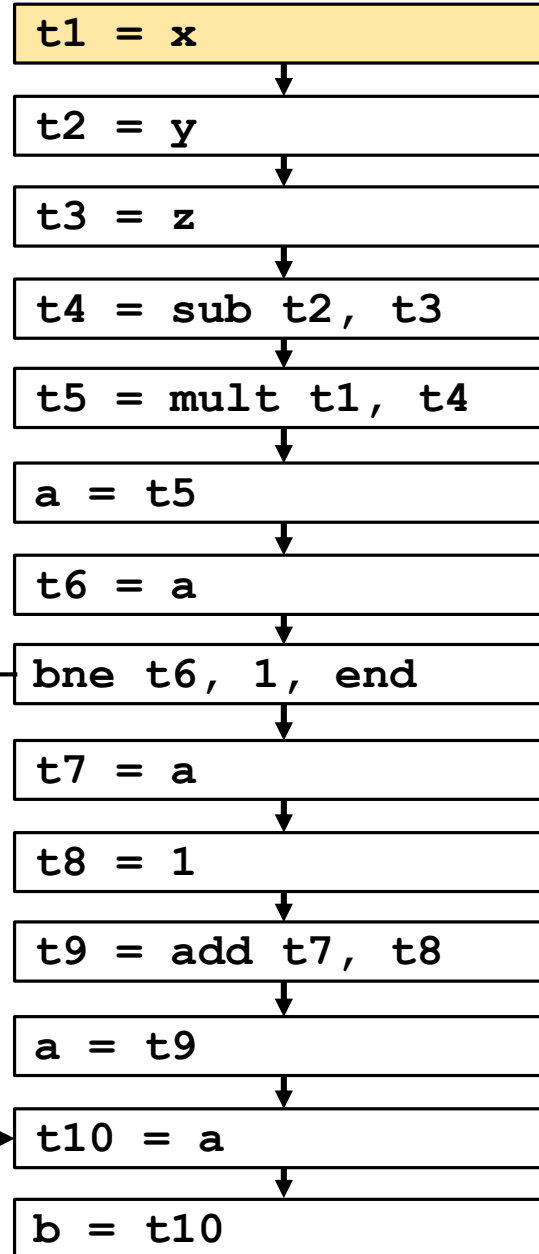 t1 = x
t2 = y
t3 = z
t4 = sub t2, t3
t5 = mult t1, t4
a = t5
t6 = a
bne t6, 1, end
t7 = a
t8 = 1
t9 = add t7, t8
a = t9
t10 = a
b = t10